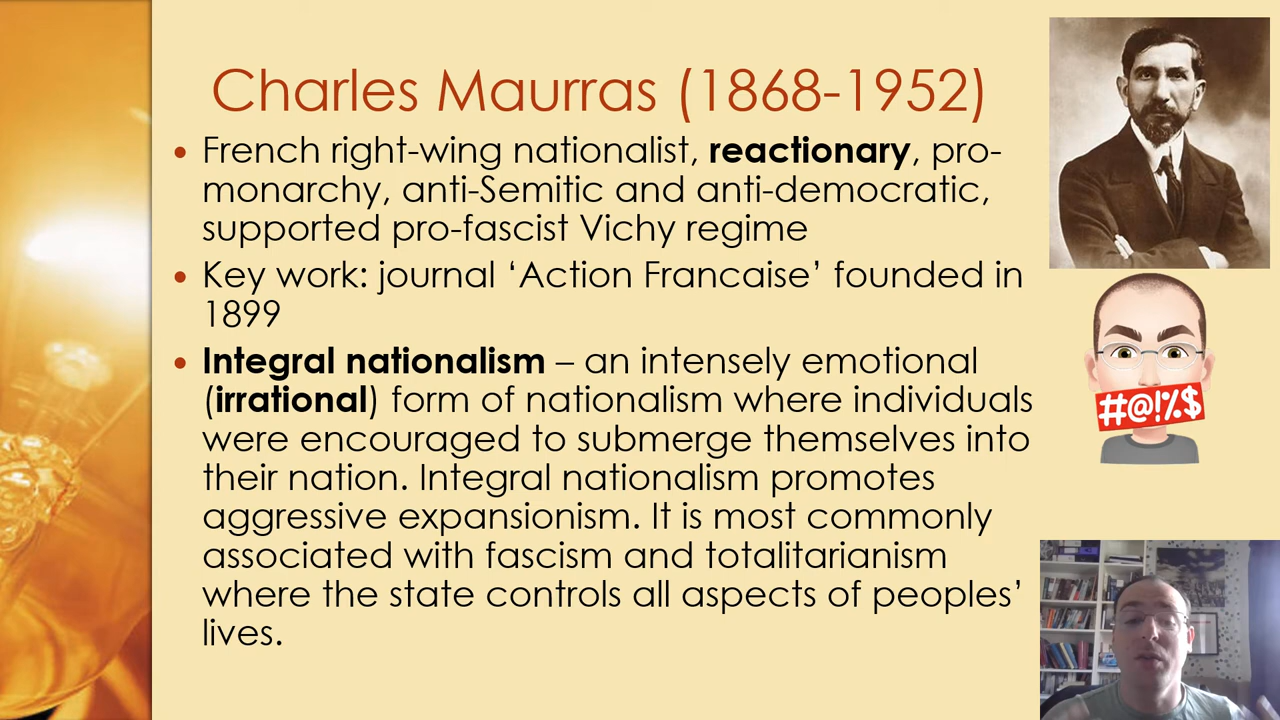 Charles Maurras (1868-1952)
• French right-wing nationalist, reactionary, pro-
monarchy, anti-Semitic and anti-democratic,
supported pro-fascist Vichy regime
• Key work: journal ‘Action Francaise’ founded in
1899
• Integral nationalism – an intensely emotional
(irrational) form of nationalism where individuals
were encouraged to submerge themselves into
their nation. Integral nationalism promotes
aggressive expansionism. It is most commonly
associated with fascism and totalitarianism
where the state controls all aspects of peoples’
lives.
#@!%$